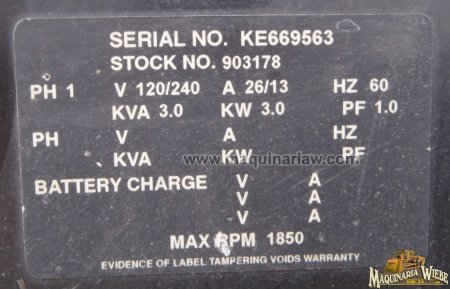 SERIAL NO. KE669563
STOCK NO. 903178
PH 1 V 120/240 A 26/13 HZ 60
KVA 3.0 KW 3.0 PF 1.0
PH V A HZ
KVA KW PF
www.maquinariaw.com
BATTERY CHARGE V A
V A
V A
MAX RPM 1850
EVIDENCE OF LABEL TAMPERING VOIDS WARRANTY
MAQUINARIA WIEBE
KM. 14